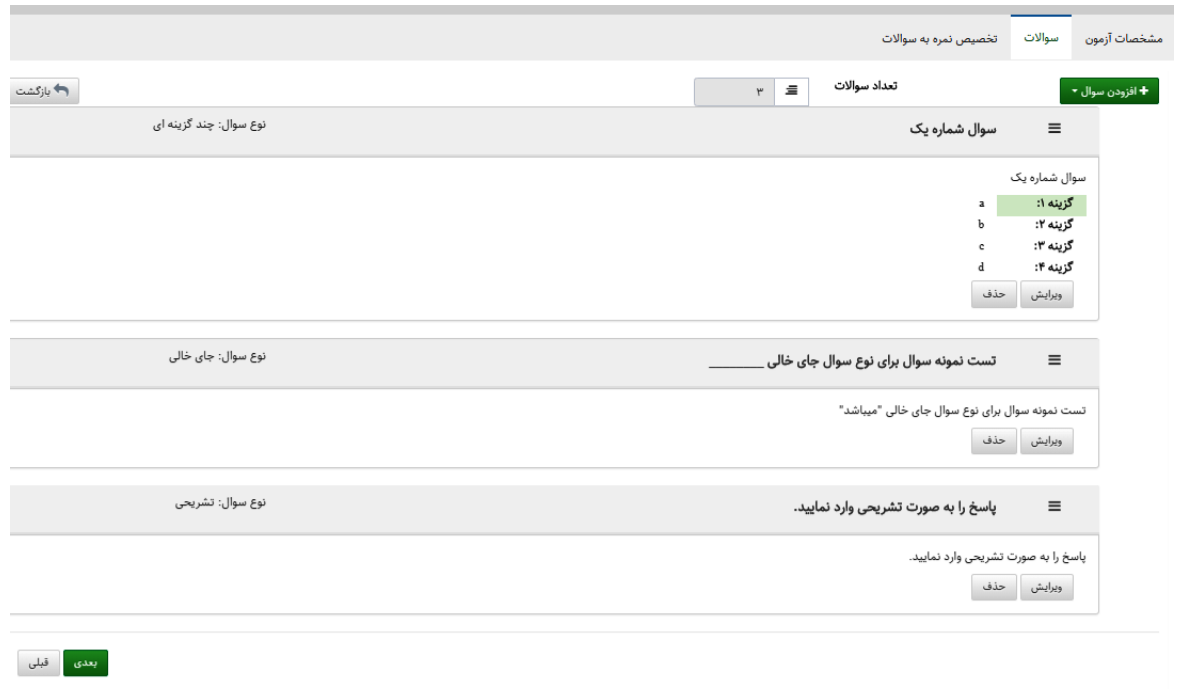 مشخصات آزمون سوالات تخصیص نمره به سوالات
افزودن سوال تعداد سوالات ۳ بازگشت
سوال شماره یک نوع سوال: چند گزینه ای
سوال شماره یک
گزینه ۱: a
گزینه ۲: b
گزینه ۳: c
گزینه ۴: d
ویرایش حذف
تست نمونه سوال برای نوع سوال جای خالی ________ نوع سوال: جای خالی
تست نمونه سوال برای نوع سوال جای خالی "میباشد"
ویرایش حذف
پاسخ را به صورت تشریحی وارد نمایید. نوع سوال: تشریحی
پاسخ را به صورت تشریحی وارد نمایید.
ویرایش حذف
بعدی قبلی